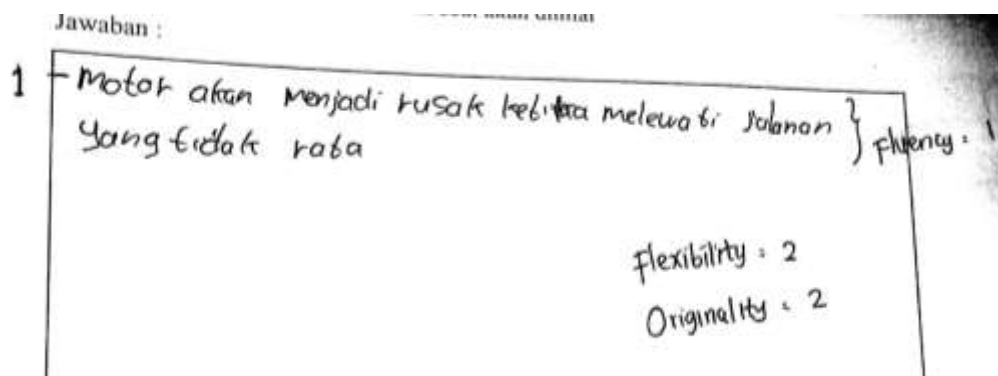 Jawaban :
1 - Motor akan menjadi rusak ketika melewati jalanan } Fluency = 1
yang tidak rata
Flexibility = 2
Originality = 2